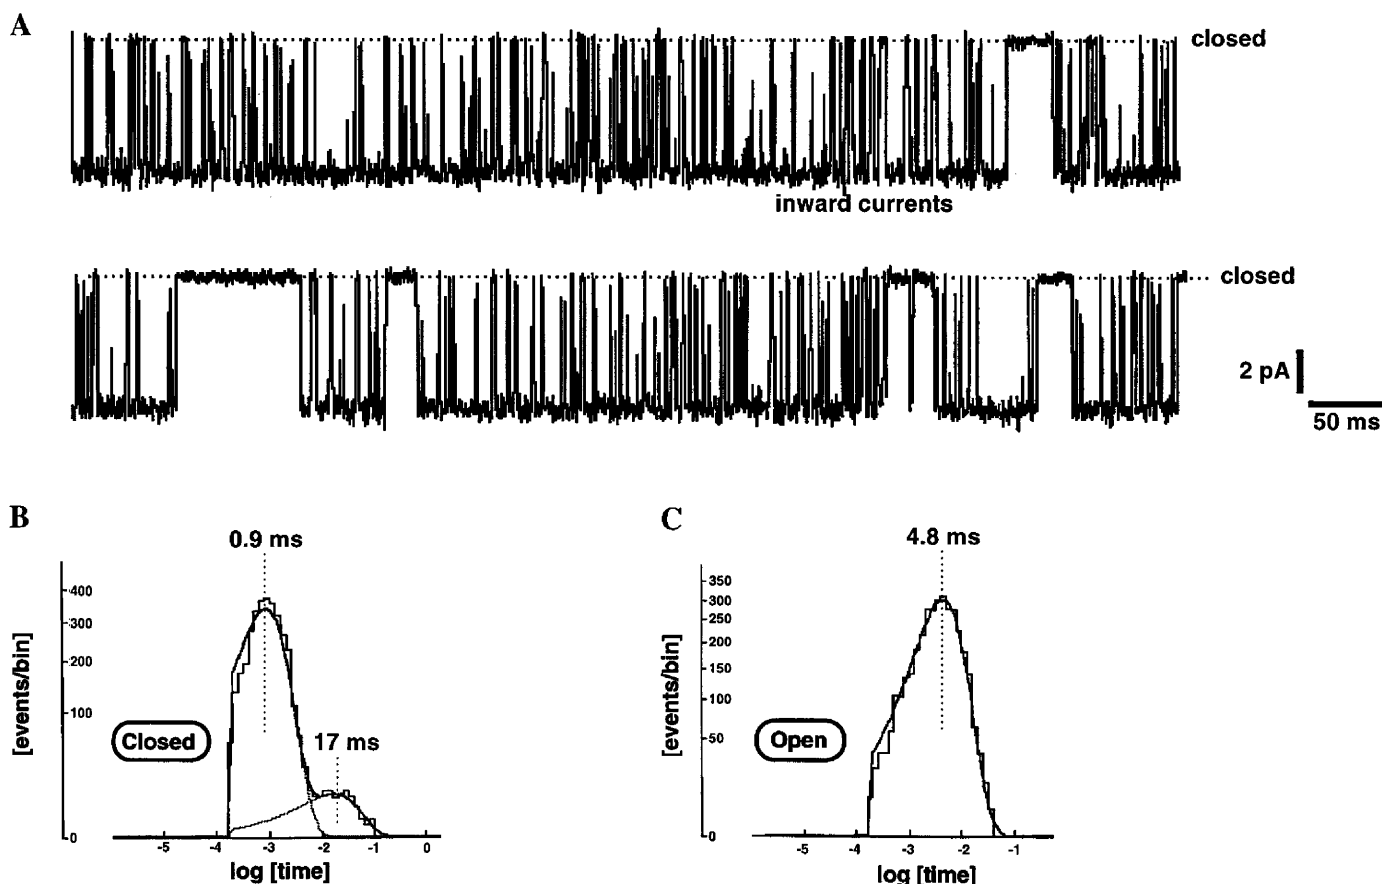 A
closed
inward currents
closed
2 pA
50 ms
B
0.9 ms
400
300
200
100
0
[events/bin]
Closed
17 ms
-5 -4 -3 -2 -1 0
log [time]
C
4.8 ms
350
300
250
200
150
100
50
0
[events/bin]
Open
-5 -4 -3 -2 -1
log [time]